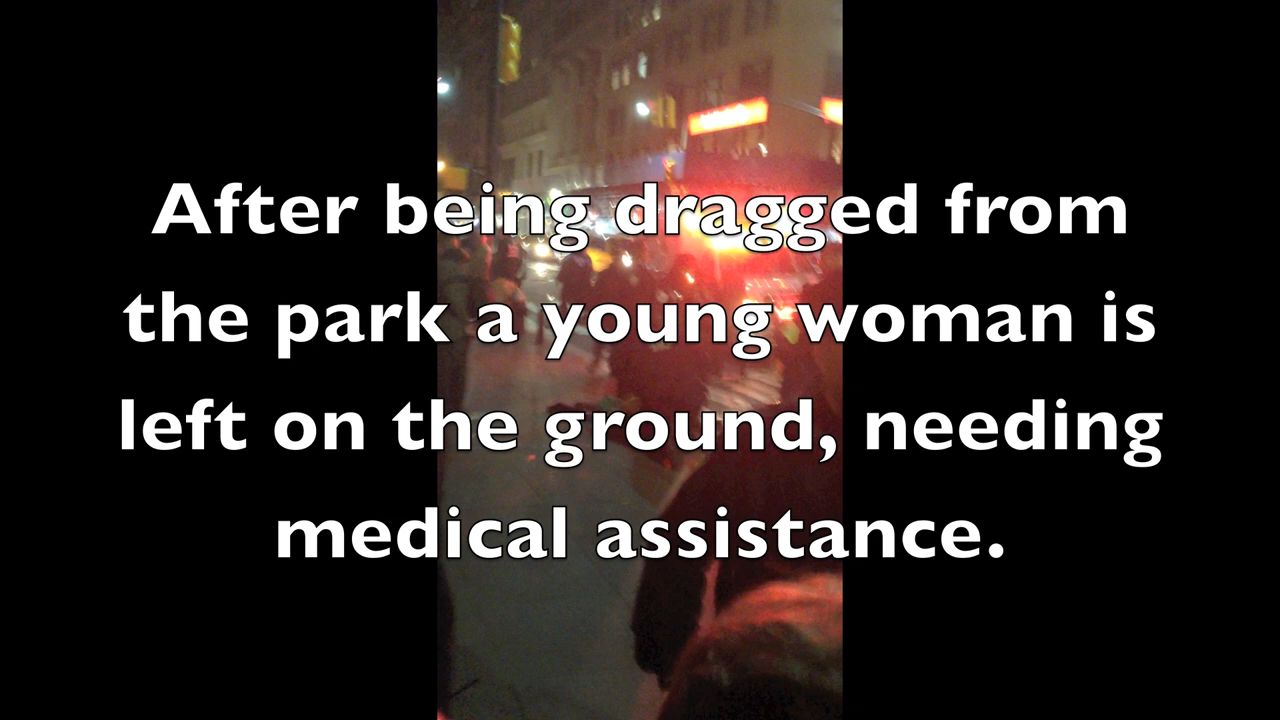 After being dragged from
the park a young woman is
left on the ground, needing
medical assistance.